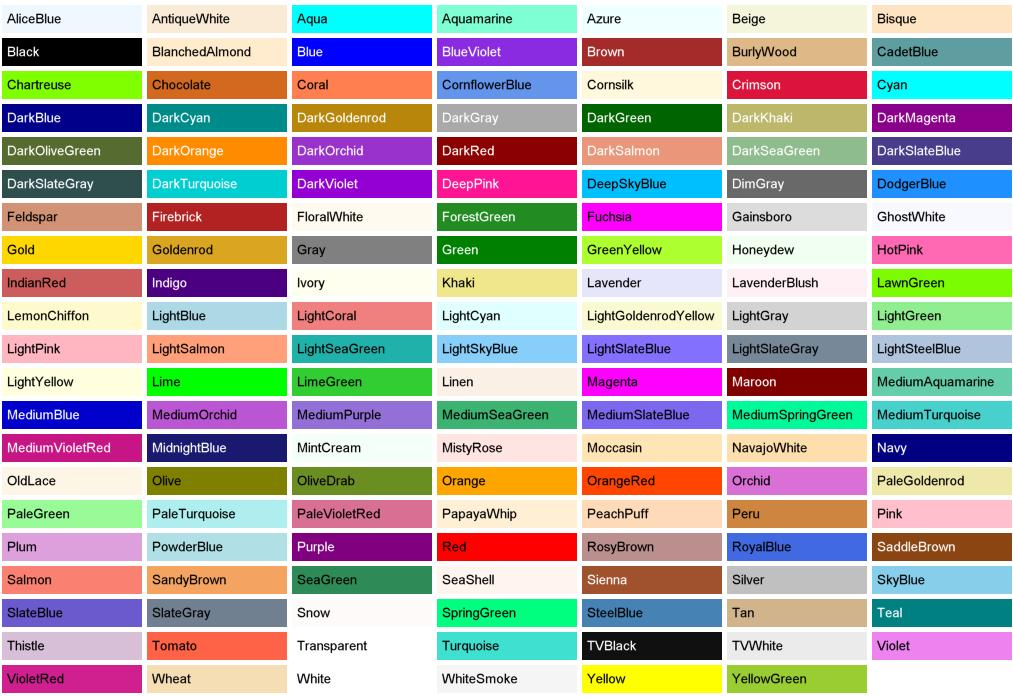 AliceBlue AntiqueWhite Aqua Aquamarine Azure Beige Bisque
Black BlanchedAlmond Blue BlueViolet Brown BurlyWood CadetBlue
Chartreuse Chocolate Coral CornflowerBlue Cornsilk Crimson Cyan
DarkBlue DarkCyan DarkGoldenrod DarkGray DarkGreen DarkKhaki DarkMagenta
DarkOliveGreen DarkOrange DarkOrchid DarkRed DarkSalmon DarkSeaGreen DarkSlateBlue
DarkSlateGray DarkTurquoise DarkViolet DeepPink DeepSkyBlue DimGray DodgerBlue
Feldspar Firebrick FloralWhite ForestGreen Fuchsia Gainsboro GhostWhite
Gold Goldenrod Gray Green GreenYellow Honeydew HotPink
IndianRed Indigo Ivory Khaki Lavender LavenderBlush LawnGreen
LemonChiffon LightBlue LightCoral LightCyan LightGoldenrodYellow LightGray LightGreen
LightPink LightSalmon LightSeaGreen LightSkyBlue LightSlateBlue LightSlateGray LightSteelBlue
LightYellow Lime LimeGreen Linen Magenta Maroon MediumAquamarine
MediumBlue MediumOrchid MediumPurple MediumSeaGreen MediumSlateBlue MediumSpringGreen MediumTurquoise
MediumVioletRed MidnightBlue MintCream MistyRose Moccasin NavajoWhite Navy
OldLace Olive OliveDrab Orange OrangeRed Orchid PaleGoldenrod
PaleGreen PaleTurquoise PaleVioletRed PapayaWhip PeachPuff Peru Pink
Plum PowderBlue Purple Red RosyBrown RoyalBlue SaddleBrown
Salmon SandyBrown SeaGreen SeaShell Sienna Silver SkyBlue
SlateBlue SlateGray Snow SpringGreen SteelBlue Tan Teal
Thistle Tomato Transparent Turquoise TVBlack TVWhite Violet
VioletRed Wheat White WhiteSmoke Yellow YellowGreen